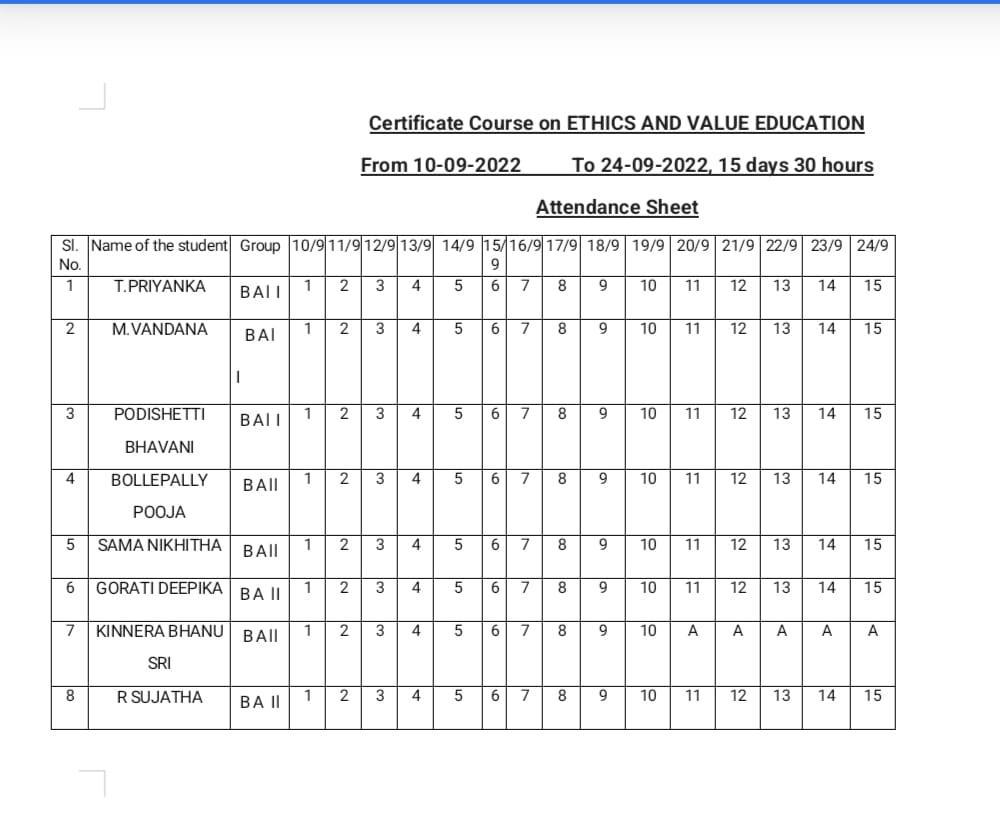 Certificate Course on ETHICS AND VALUE EDUCATION
From 10-09-2022 To 24-09-2022, 15 days 30 hours
Attendance Sheet
Sl. No. Name of the student Group 10/9 11/9 12/9 13/9 14/9 15/9 16/9 17/9 18/9 19/9 20/9 21/9 22/9 23/9 24/9
1 T.PRIYANKA BAI I 1 2 3 4 5 6 7 8 9 10 11 12 13 14 15
2 M.VANDANA BAI I 1 2 3 4 5 6 7 8 9 10 11 12 13 14 15
3 PODISHETTI BHAVANI BAI I 1 2 3 4 5 6 7 8 9 10 11 12 13 14 15
4 BOLLEPALLY POOJA BAII 1 2 3 4 5 6 7 8 9 10 11 12 13 14 15
5 SAMA NIKHITHA BAII 1 2 3 4 5 6 7 8 9 10 11 12 13 14 15
6 GORATI DEEPIKA BA II 1 2 3 4 5 6 7 8 9 10 11 12 13 14 15
7 KINNERA BHANU SRI BAII 1 2 3 4 5 6 7 8 9 10 A A A A A
8 R SUJATHA BA II 1 2 3 4 5 6 7 8 9 10 11 12 13 14 15